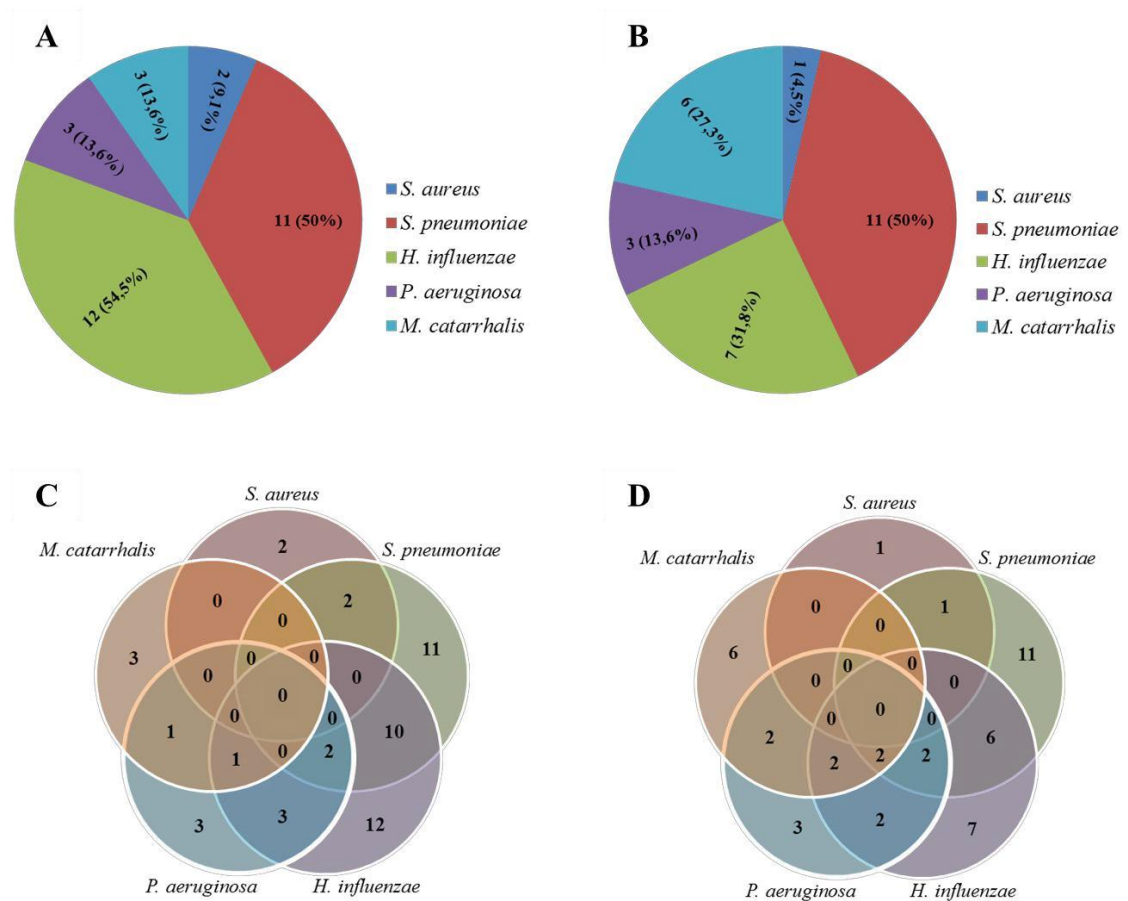 A
2 (9,1%)
11 (50%)
12 (54,5%)
3 (13,6%)
3 (13,6%)
S. aureus
S. pneumoniae
H. influenzae
P. aeruginosa
M. catarrhalis
B
1 (4,5%)
11 (50%)
7 (31,8%)
3 (13,6%)
6 (27,3%)
S. aureus
S. pneumoniae
H. influenzae
P. aeruginosa
M. catarrhalis
C
S. aureus
M. catarrhalis
S. pneumoniae
2
0
2
0
3
11
0
0
0
0
0
0
0
1
10
1
0
2
3
3
12
P. aeruginosa
H. influenzae
D
S. aureus
M. catarrhalis
S. pneumoniae
1
0
1
0
6
11
0
0
0
0
0
0
0
2
6
2
2
2
3
2
7
P. aeruginosa
H. influenzae